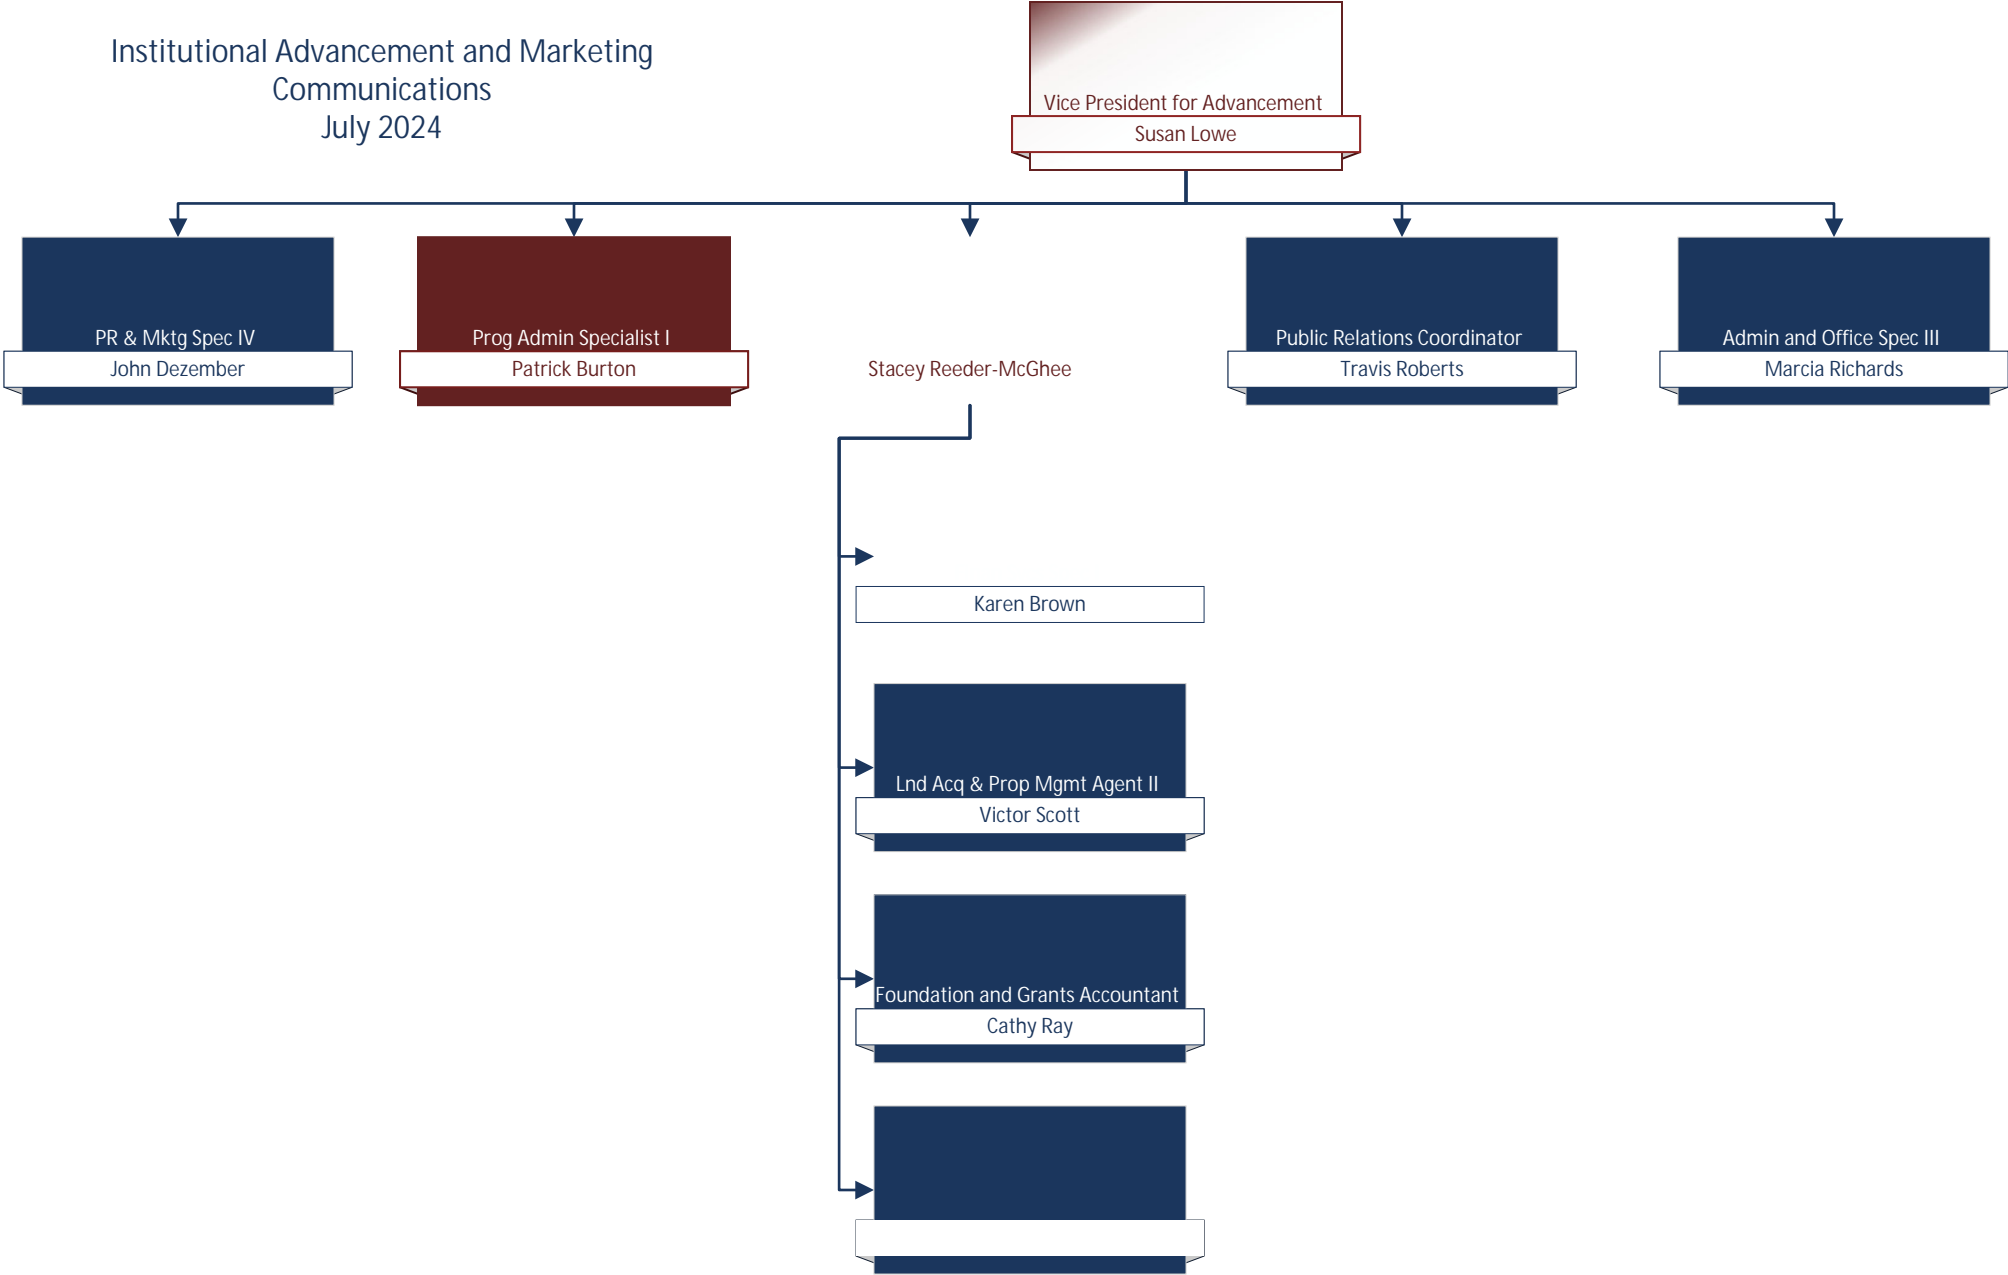 Institutional Advancement and Marketing
Communications
July 2024
Vice President for Advancement
Susan Lowe
PR & Mktg Spec IV
John Dezember
Prog Admin Specialist I
Patrick Burton
Stacey Reeder-McGhee
Public Relations Coordinator
Travis Roberts
Admin and Office Spec III
Marcia Richards
Karen Brown
Lnd Acq & Prop Mgmt Agent II
Victor Scott
Foundation and Grants Accountant
Cathy Ray